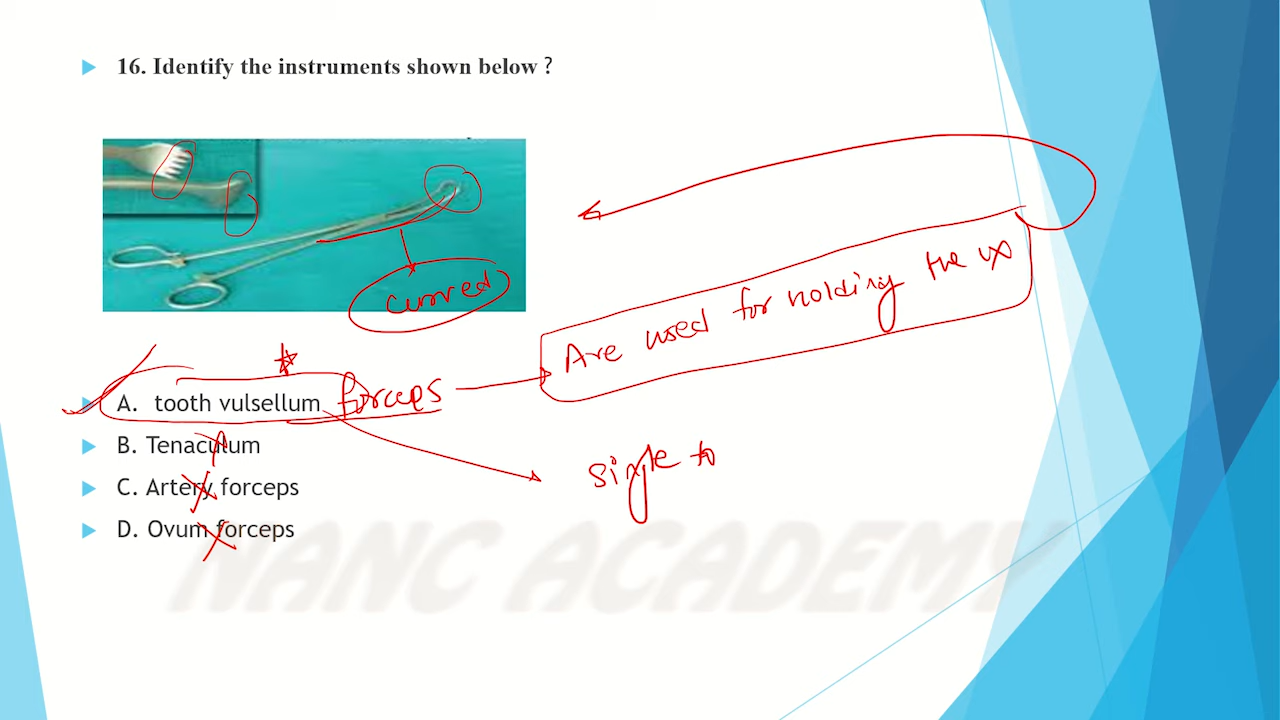 16. Identify the instruments shown below ?
curved
Are used for holding the cx
A. tooth vulsellum forceps
B. Tenaculum
single to
C. Artery forceps
D. Ovum forceps
NANC ACADEMY